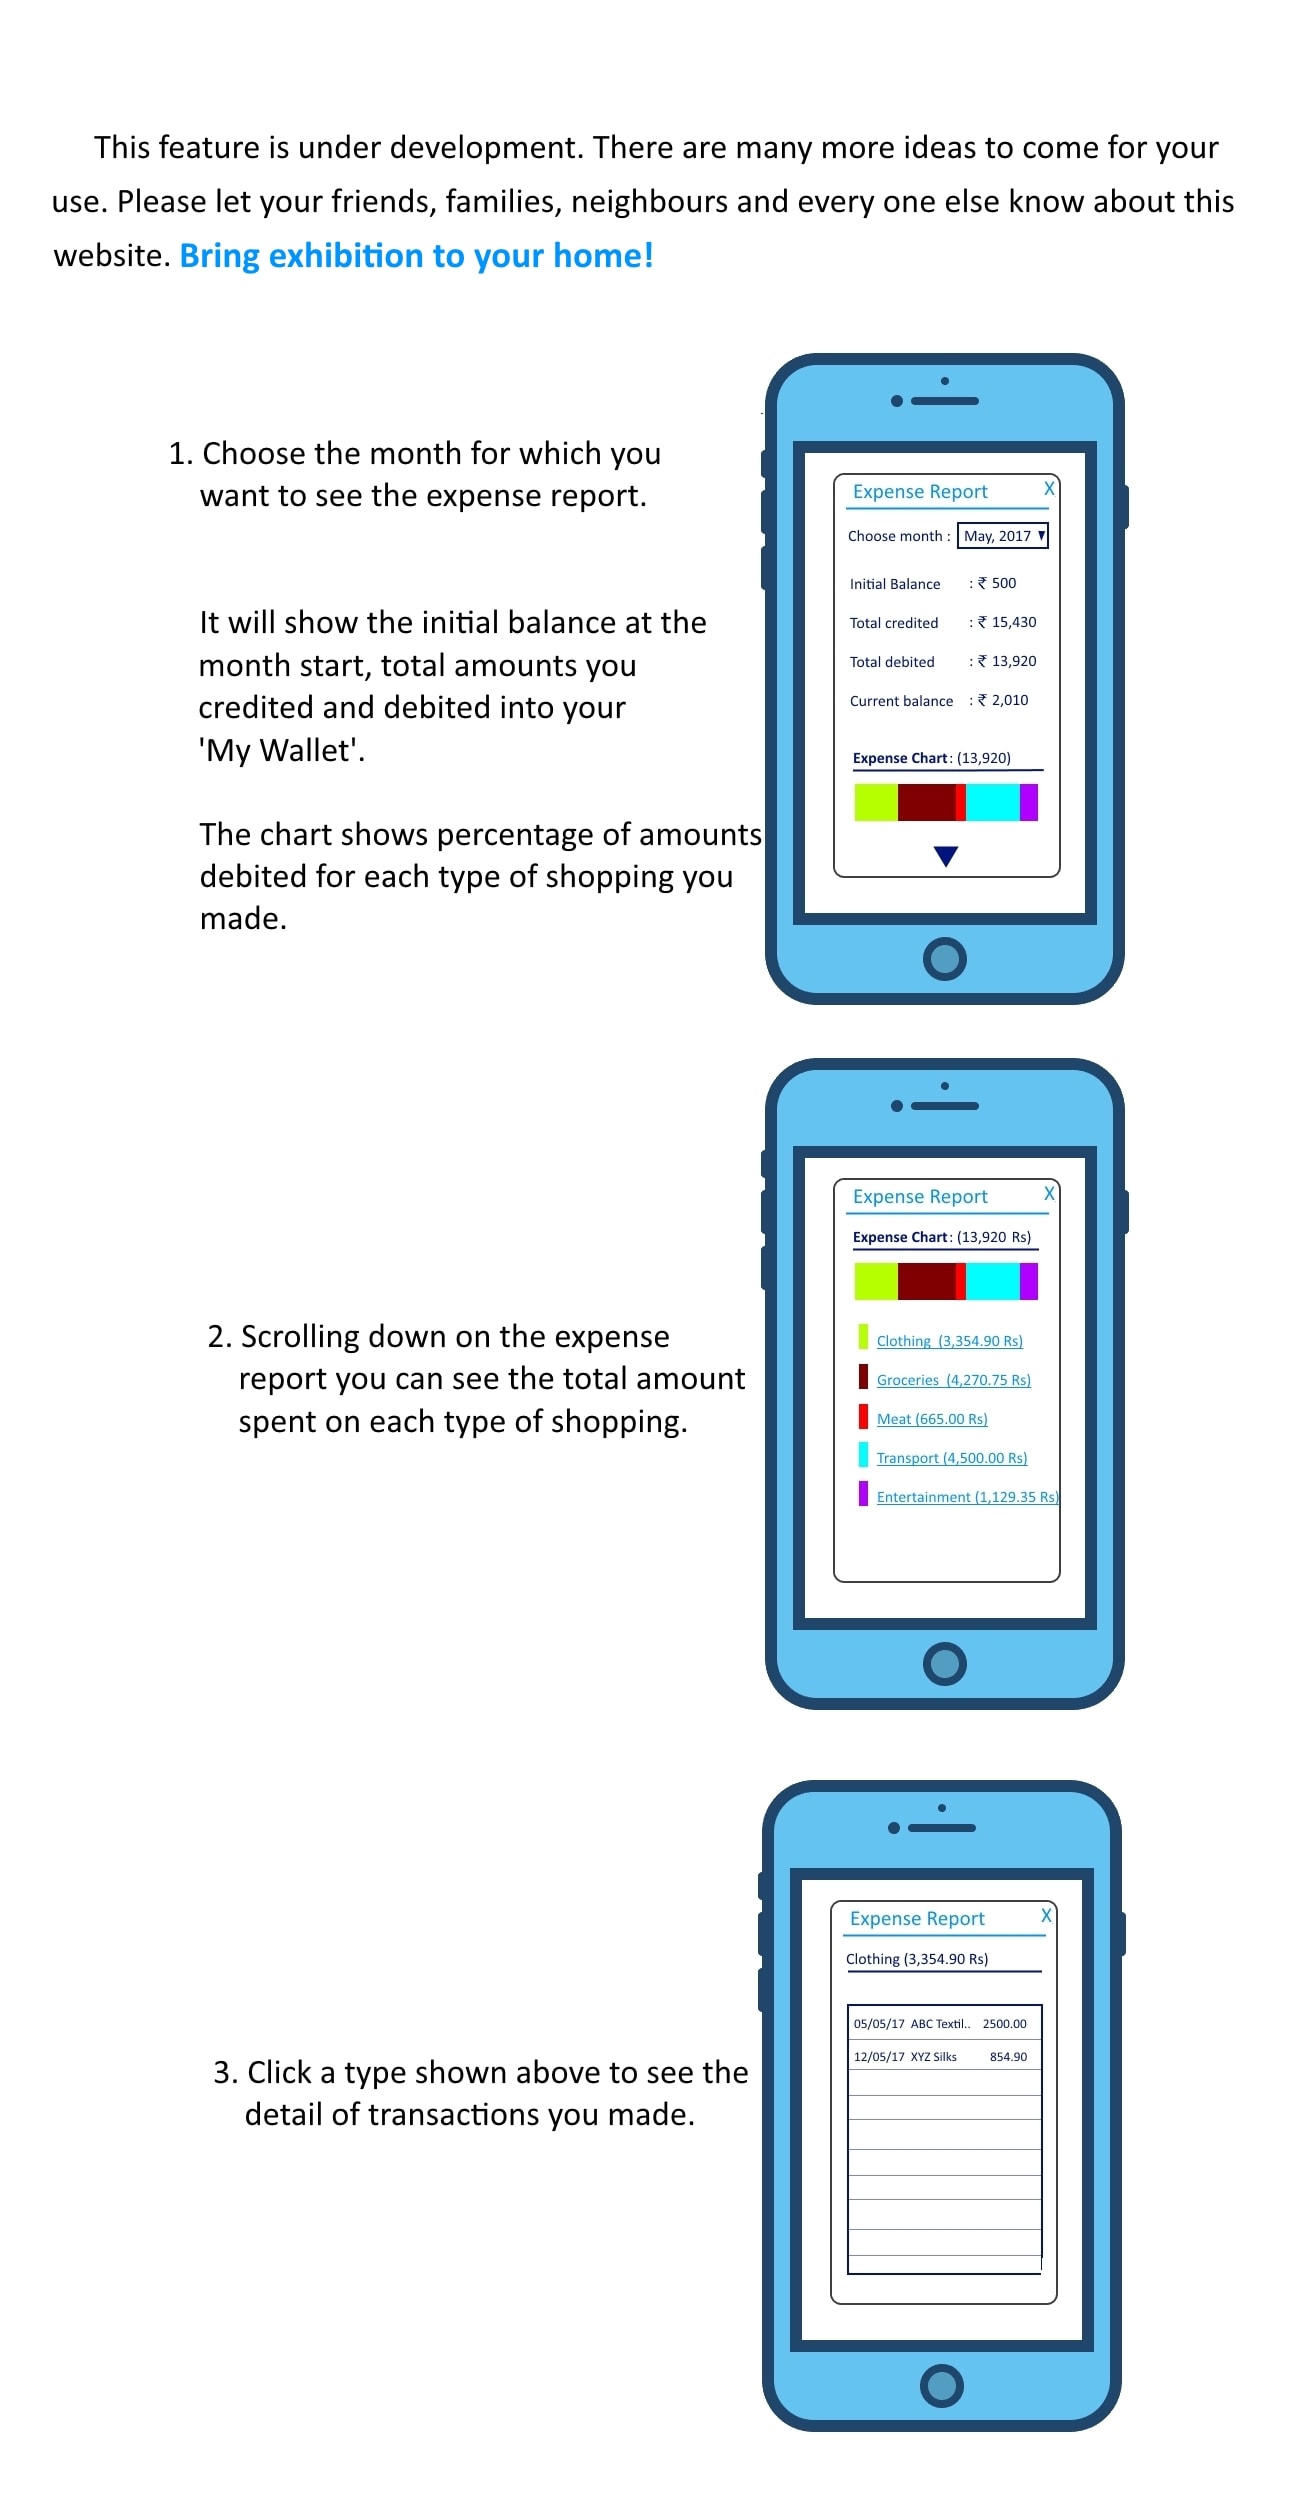 This feature is under development. There are many more ideas to come for your
use. Please let your friends, families, neighbours and every one else know about this
website. Bring exhibition to your home!
1. Choose the month for which you
want to see the expense report.
It will show the initial balance at the
month start, total amounts you
credited and debited into your
'My Wallet'.
The chart shows percentage of amounts
debited for each type of shopping you
made.
Expense Report X
Choose month : May, 2017 ▼
Initial Balance : ₹ 500
Total credited : ₹ 15,430
Total debited : ₹ 13,920
Current balance : ₹ 2,010
Expense Chart: (13,920)
2. Scrolling down on the expense
report you can see the total amount
spent on each type of shopping.
Expense Report X
Expense Chart: (13,920 Rs)
Clothing (3,354.90 Rs)
Groceries (4,270.75 Rs)
Meat (665.00 Rs)
Transport (4,500.00 Rs)
Entertainment (1,129.35 Rs)
3. Click a type shown above to see the
detail of transactions you made.
Expense Report X
Clothing (3,354.90 Rs)
05/05/17 ABC Textil.. 2500.00
12/05/17 XYZ Silks 854.90